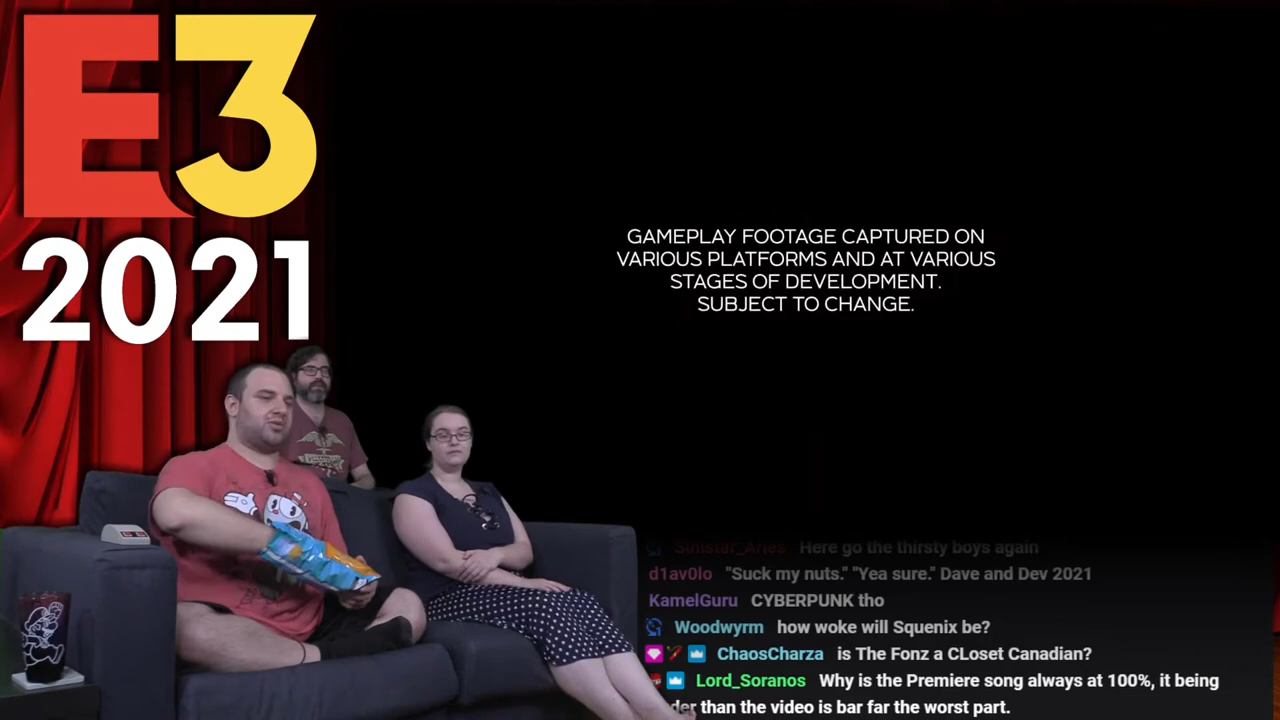 E3
2021
GAMEPLAY FOOTAGE CAPTURED ON
VARIOUS PLATFORMS AND AT VARIOUS
STAGES OF DEVELOPMENT.
SUBJECT TO CHANGE.
Sinistar_Aries Here go the thirsty boys again
d1av0lo "Suck my nuts." "Yea sure." Dave and Dev 2021
KamelGuru CYBERPUNK tho
Woodwyrm how woke will Squenix be?
ChaosCharza is The Fonz a CLoset Canadian?
Lord_Soranos Why is the Premiere song always at 100%, it being
der than the video is bar far the worst part.